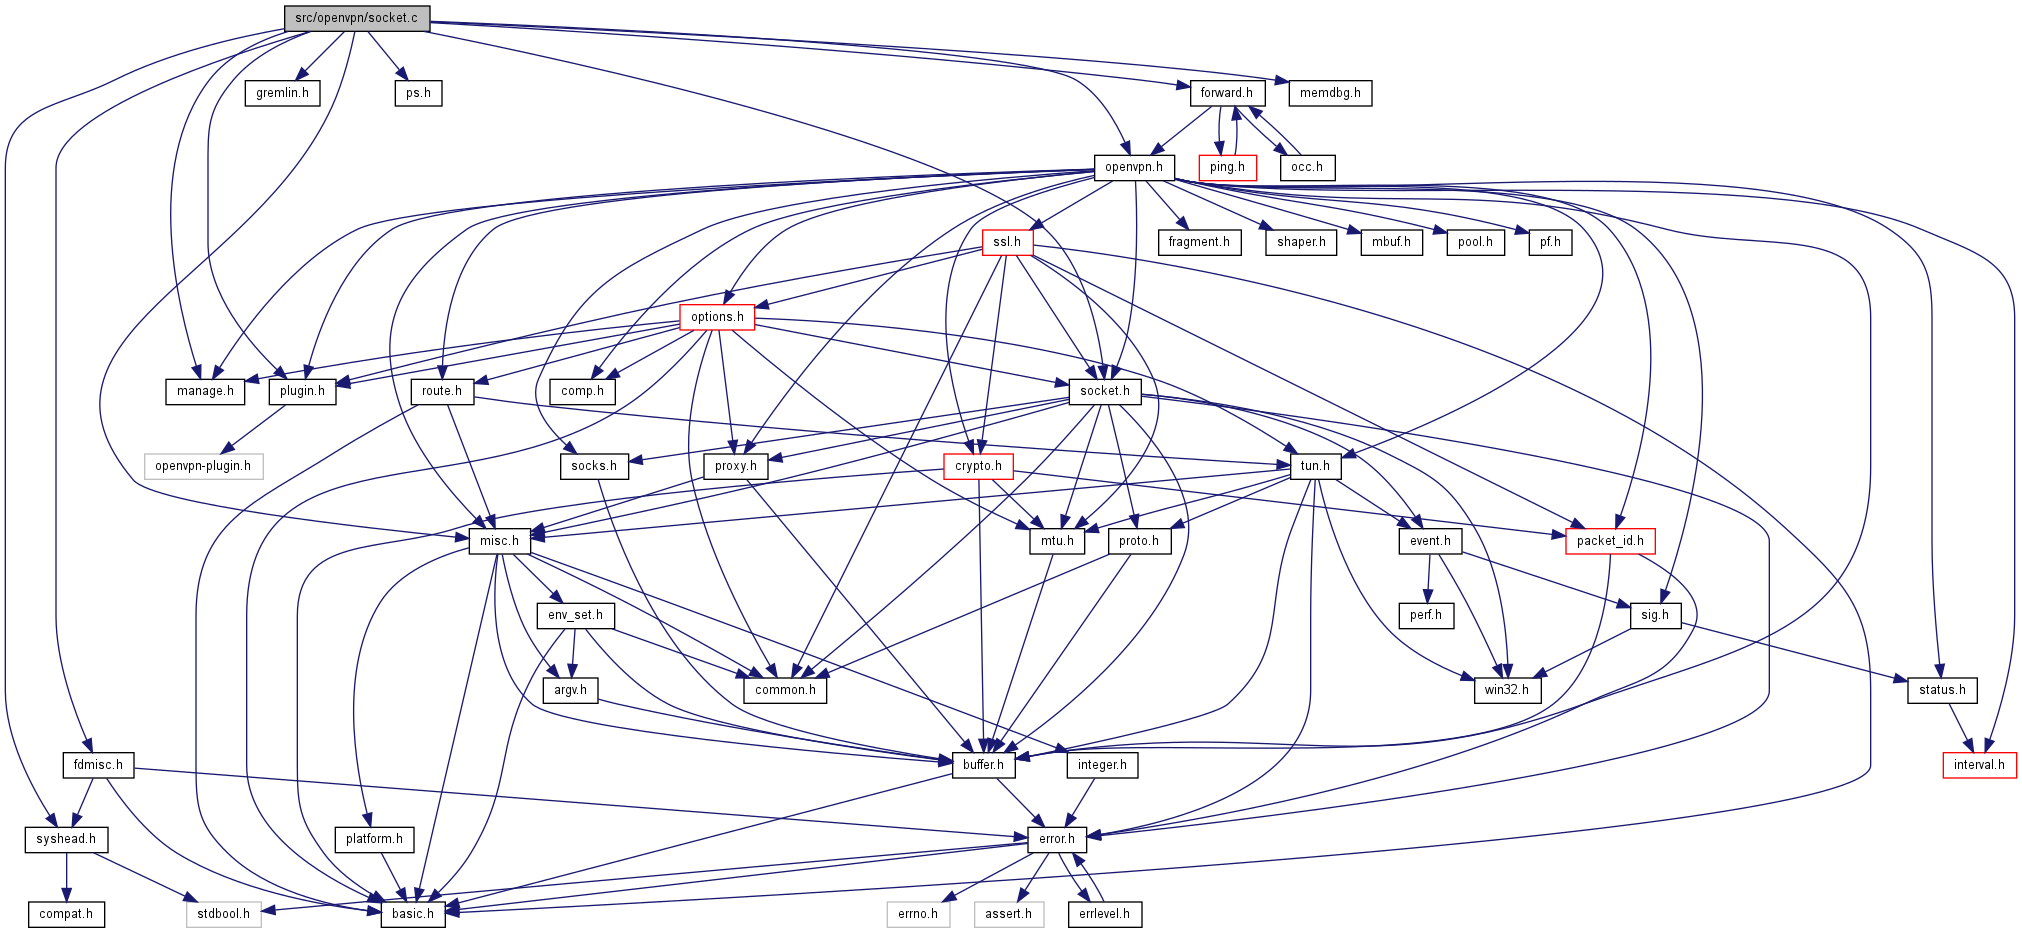 src/openvpn/socket.c
gremlin.h
ps.h
forward.h
memdbg.h
openvpn.h
ping.h
occ.h
ssl.h
fragment.h
shaper.h
mbuf.h
pool.h
pf.h
options.h
manage.h
plugin.h
route.h
comp.h
socket.h
openvpn-plugin.h
socks.h
proxy.h
crypto.h
tun.h
misc.h
mtu.h
proto.h
event.h
packet_id.h
env_set.h
perf.h
sig.h
argv.h
common.h
win32.h
status.h
fdmisc.h
buffer.h
integer.h
interval.h
syshead.h
platform.h
error.h
compat.h
stdbool.h
basic.h
errno.h
assert.h
errlevel.h